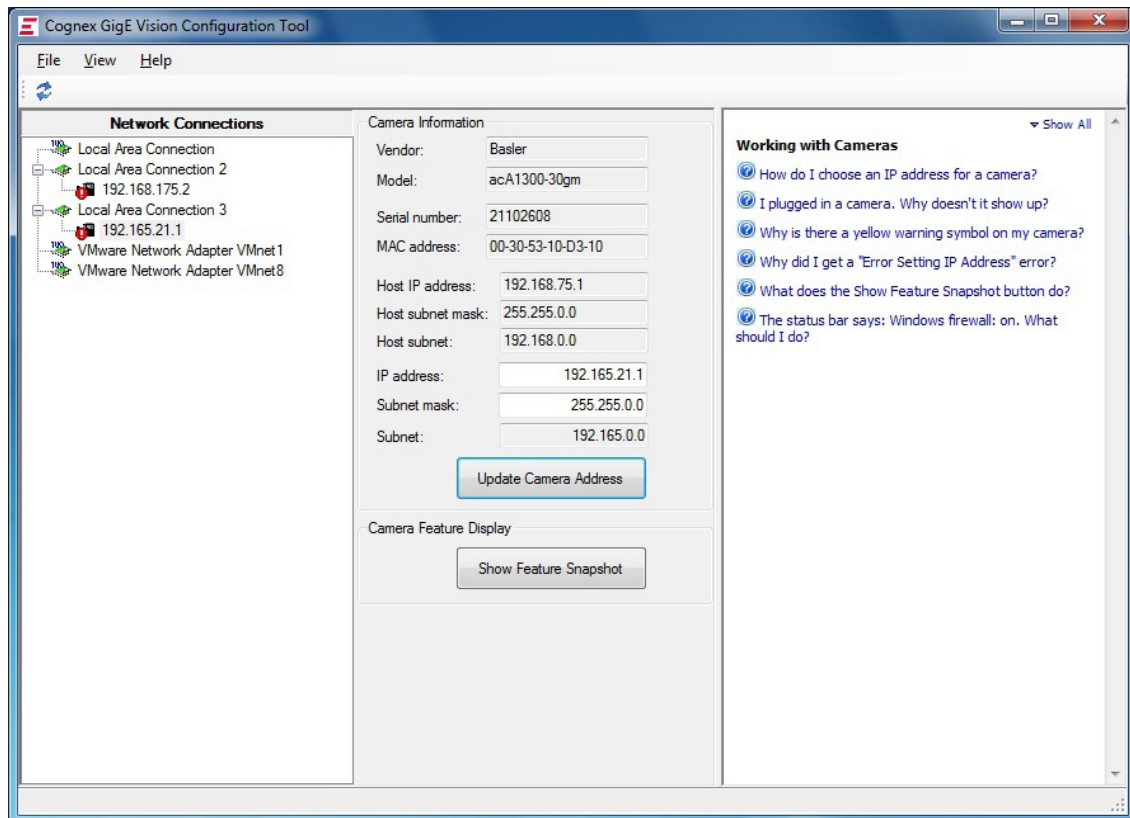 Cognex GigE Vision Configuration Tool
File View Help
Network Connections
Local Area Connection
Local Area Connection 2
192.168.175.2
Local Area Connection 3
192.165.21.1
VMware Network Adapter VMnet1
VMware Network Adapter VMnet8
Camera Information
Vendor: Basler
Model: acA1300-30gm
Serial number: 21102608
MAC address: 00-30-53-10-D3-10
Host IP address: 192.168.75.1
Host subnet mask: 255.255.0.0
Host subnet: 192.168.0.0
IP address: 192.165.21.1
Subnet mask: 255.255.0.0
Subnet: 192.165.0.0
Update Camera Address
Camera Feature Display
Show Feature Snapshot
Show All
Working with Cameras
How do I choose an IP address for a camera?
I plugged in a camera. Why doesn't it show up?
Why is there a yellow warning symbol on my camera?
Why did I get a "Error Setting IP Address" error?
What does the Show Feature Snapshot button do?
The status bar says: Windows firewall: on. What
should I do?